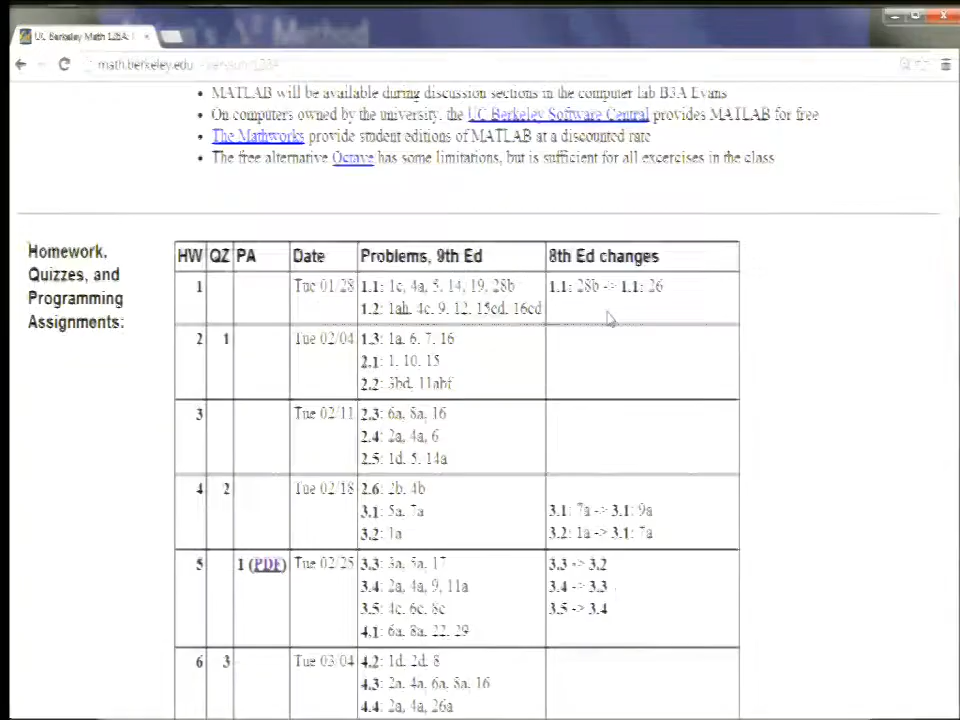 UC Berkeley Math 128A:
math.berkeley.edu
MATLAB will be available during discussion sections in the computer lab B3A Evans
On computers owned by the university, the UC Berkeley Software Central provides MATLAB for free
The Mathworks provide student editions of MATLAB at a discounted rate
The free alternative Octave has some limitations, but is sufficient for all excercises in the class
Homework, Quizzes, and Programming Assignments:
HW QZ PA Date Problems, 9th Ed 8th Ed changes
1 Tue 01/28 1.1: 1c, 4a, 5, 14, 19, 28b 1.1: 28b -> 1.1: 26
1.2: 1ah, 4c, 9, 12, 15cd, 16cd
2 1 Tue 02/04 1.3: 1a, 6, 7, 16
2.1: 1, 10, 15
2.2: 3bd, 11abf
3 Tue 02/11 2.3: 6a, 8a, 16
2.4: 2a, 4a, 6
2.5: 1d, 5, 14a
4 2 Tue 02/18 2.6: 2b, 4b
3.1: 5a, 7a 3.1: 7a -> 3.1: 9a
3.2: 1a 3.2: 1a -> 3.1: 7a
5 1 (PDF) Tue 02/25 3.3: 3a, 5a, 17 3.3 -> 3.2
3.4: 2a, 4a, 9, 11a 3.4 -> 3.3
3.5: 4c, 6c, 8c 3.5 -> 3.4
4.1: 6a, 8a, 22, 29
6 3 Tue 03/04 4.2: 1d, 2d, 8
4.3: 2a, 4a, 6a, 8a, 16
4.4: 2a, 4a, 26a